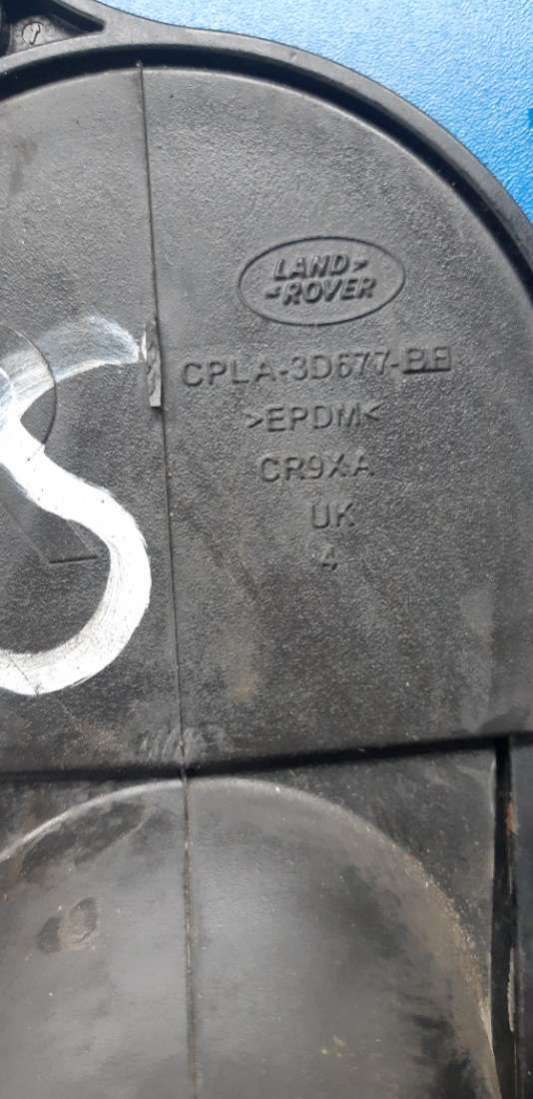 LAND
ROVER
CPLA-3D677-BB
>EPDM<
CR9XA
UK
4